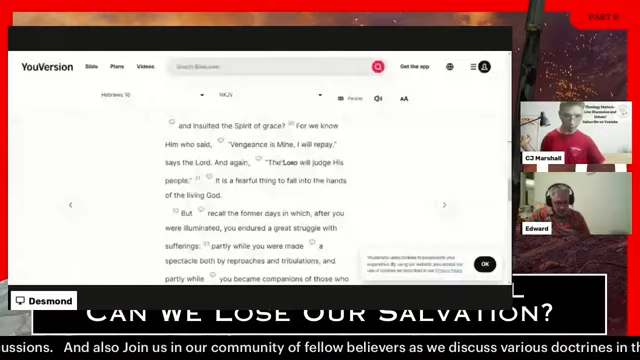 PART II
YouVersion
Bible Plans Videos
Get the app
Hebrews 10
NKJV
AA
and insulted the Spirit of grace? 30 For we know
Him who said, "Vengeance is Mine, I will repay,"
says the Lord. And again, "The LORD will judge His
people." 31 It is a fearful thing to fall into the hands
of the living God.
32 But recall the former days in which, after you
were illuminated, you endured a great struggle with
sufferings: 33 partly while you were made a
spectacle both by reproaches and tribulations, and
partly while you became companions of those who
OK
CJ Marshall
Edward
Desmond
CAN WE LOSE OUR SALVATION?
cussions. And also Join us in our community of fellow believers as we discuss various doctrines in th